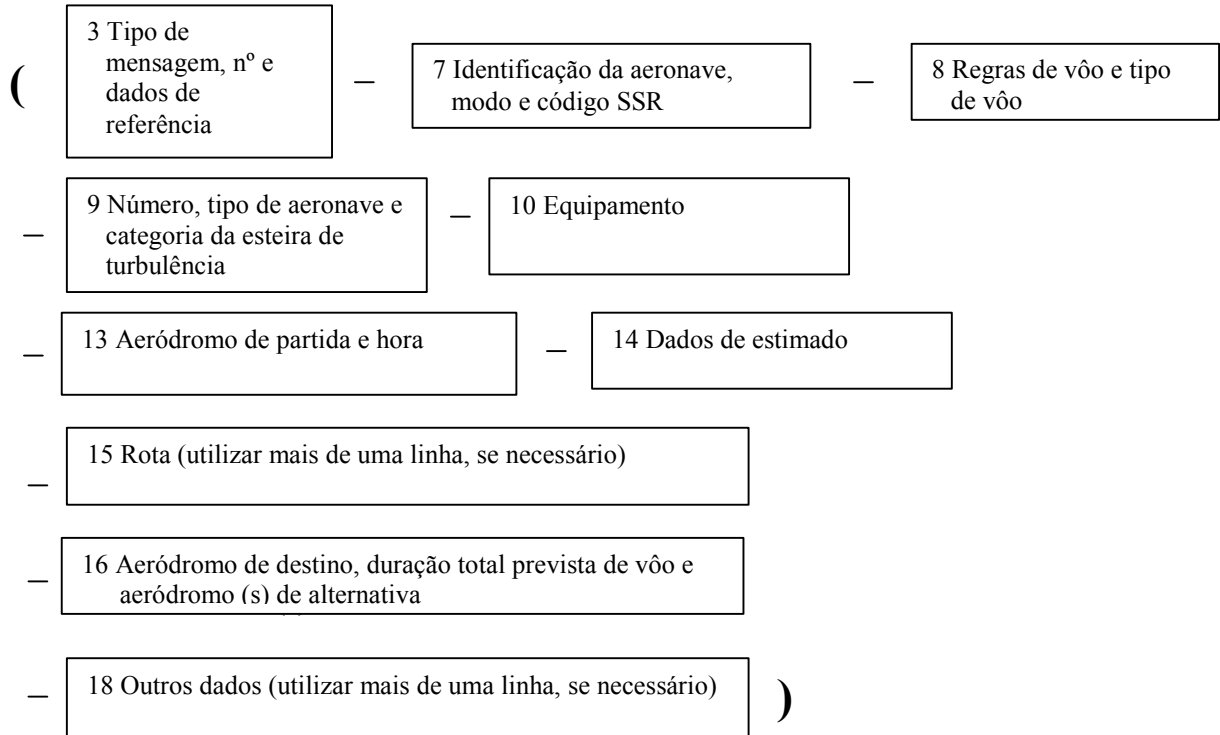 (
3 Tipo de
mensagem, nº e
dados de
referência
–
7 Identificação da aeronave,
modo e código SSR
–
8 Regras de vôo e tipo
de vôo
–
9 Número, tipo de aeronave e
categoria da esteira de
turbulência
–
10 Equipamento
–
13 Aeródromo de partida e hora
–
14 Dados de estimado
–
15 Rota (utilizar mais de uma linha, se necessário)
–
16 Aeródromo de destino, duração total prevista de vôo e
aeródromo (s) de alternativa
–
18 Outros dados (utilizar mais de uma linha, se necessário)
)